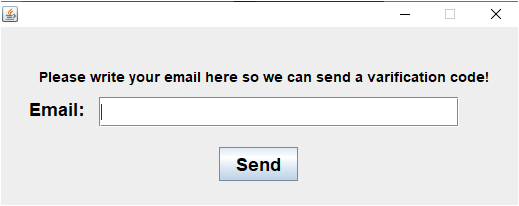 Please write your email here so we can send a varification code!
Email:
Send